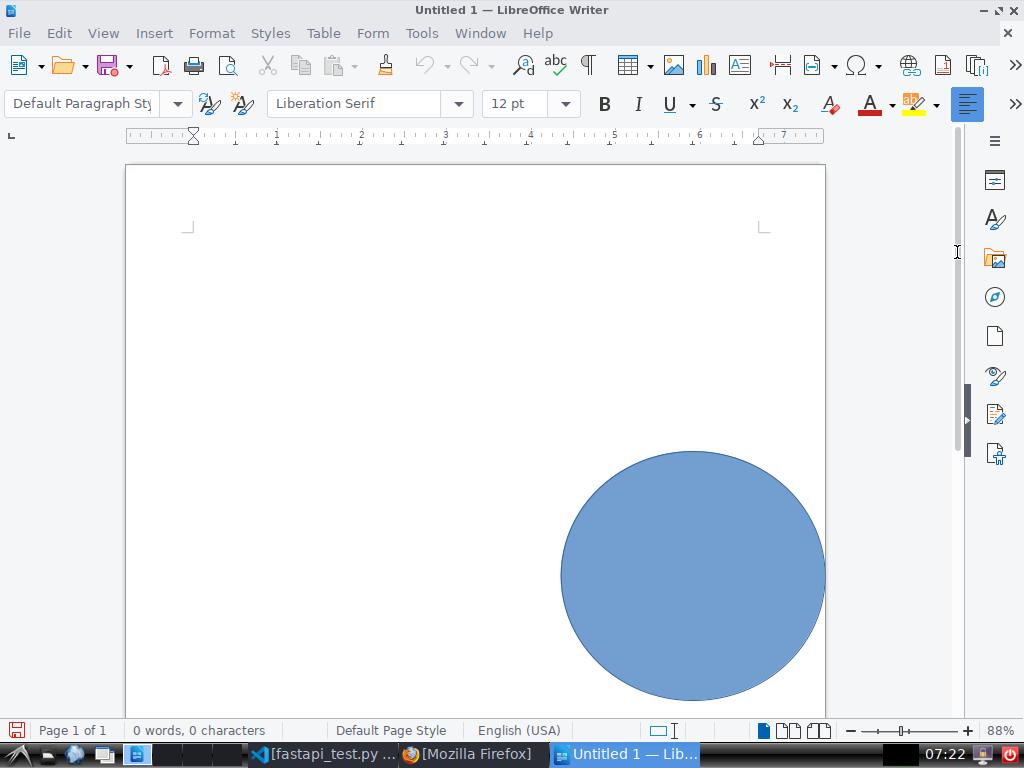 Untitled 1 — LibreOffice Writer
File Edit View Insert Format Styles Table Form Tools Window Help
Default Paragraph Sty Liberation Serif 12 pt
1 2 3 4 5 6 7
Page 1 of 1 0 words, 0 characters Default Page Style English (USA) 88%
[fastapi_test.py ... [Mozilla Firefox] Untitled 1 — Lib... 07:22